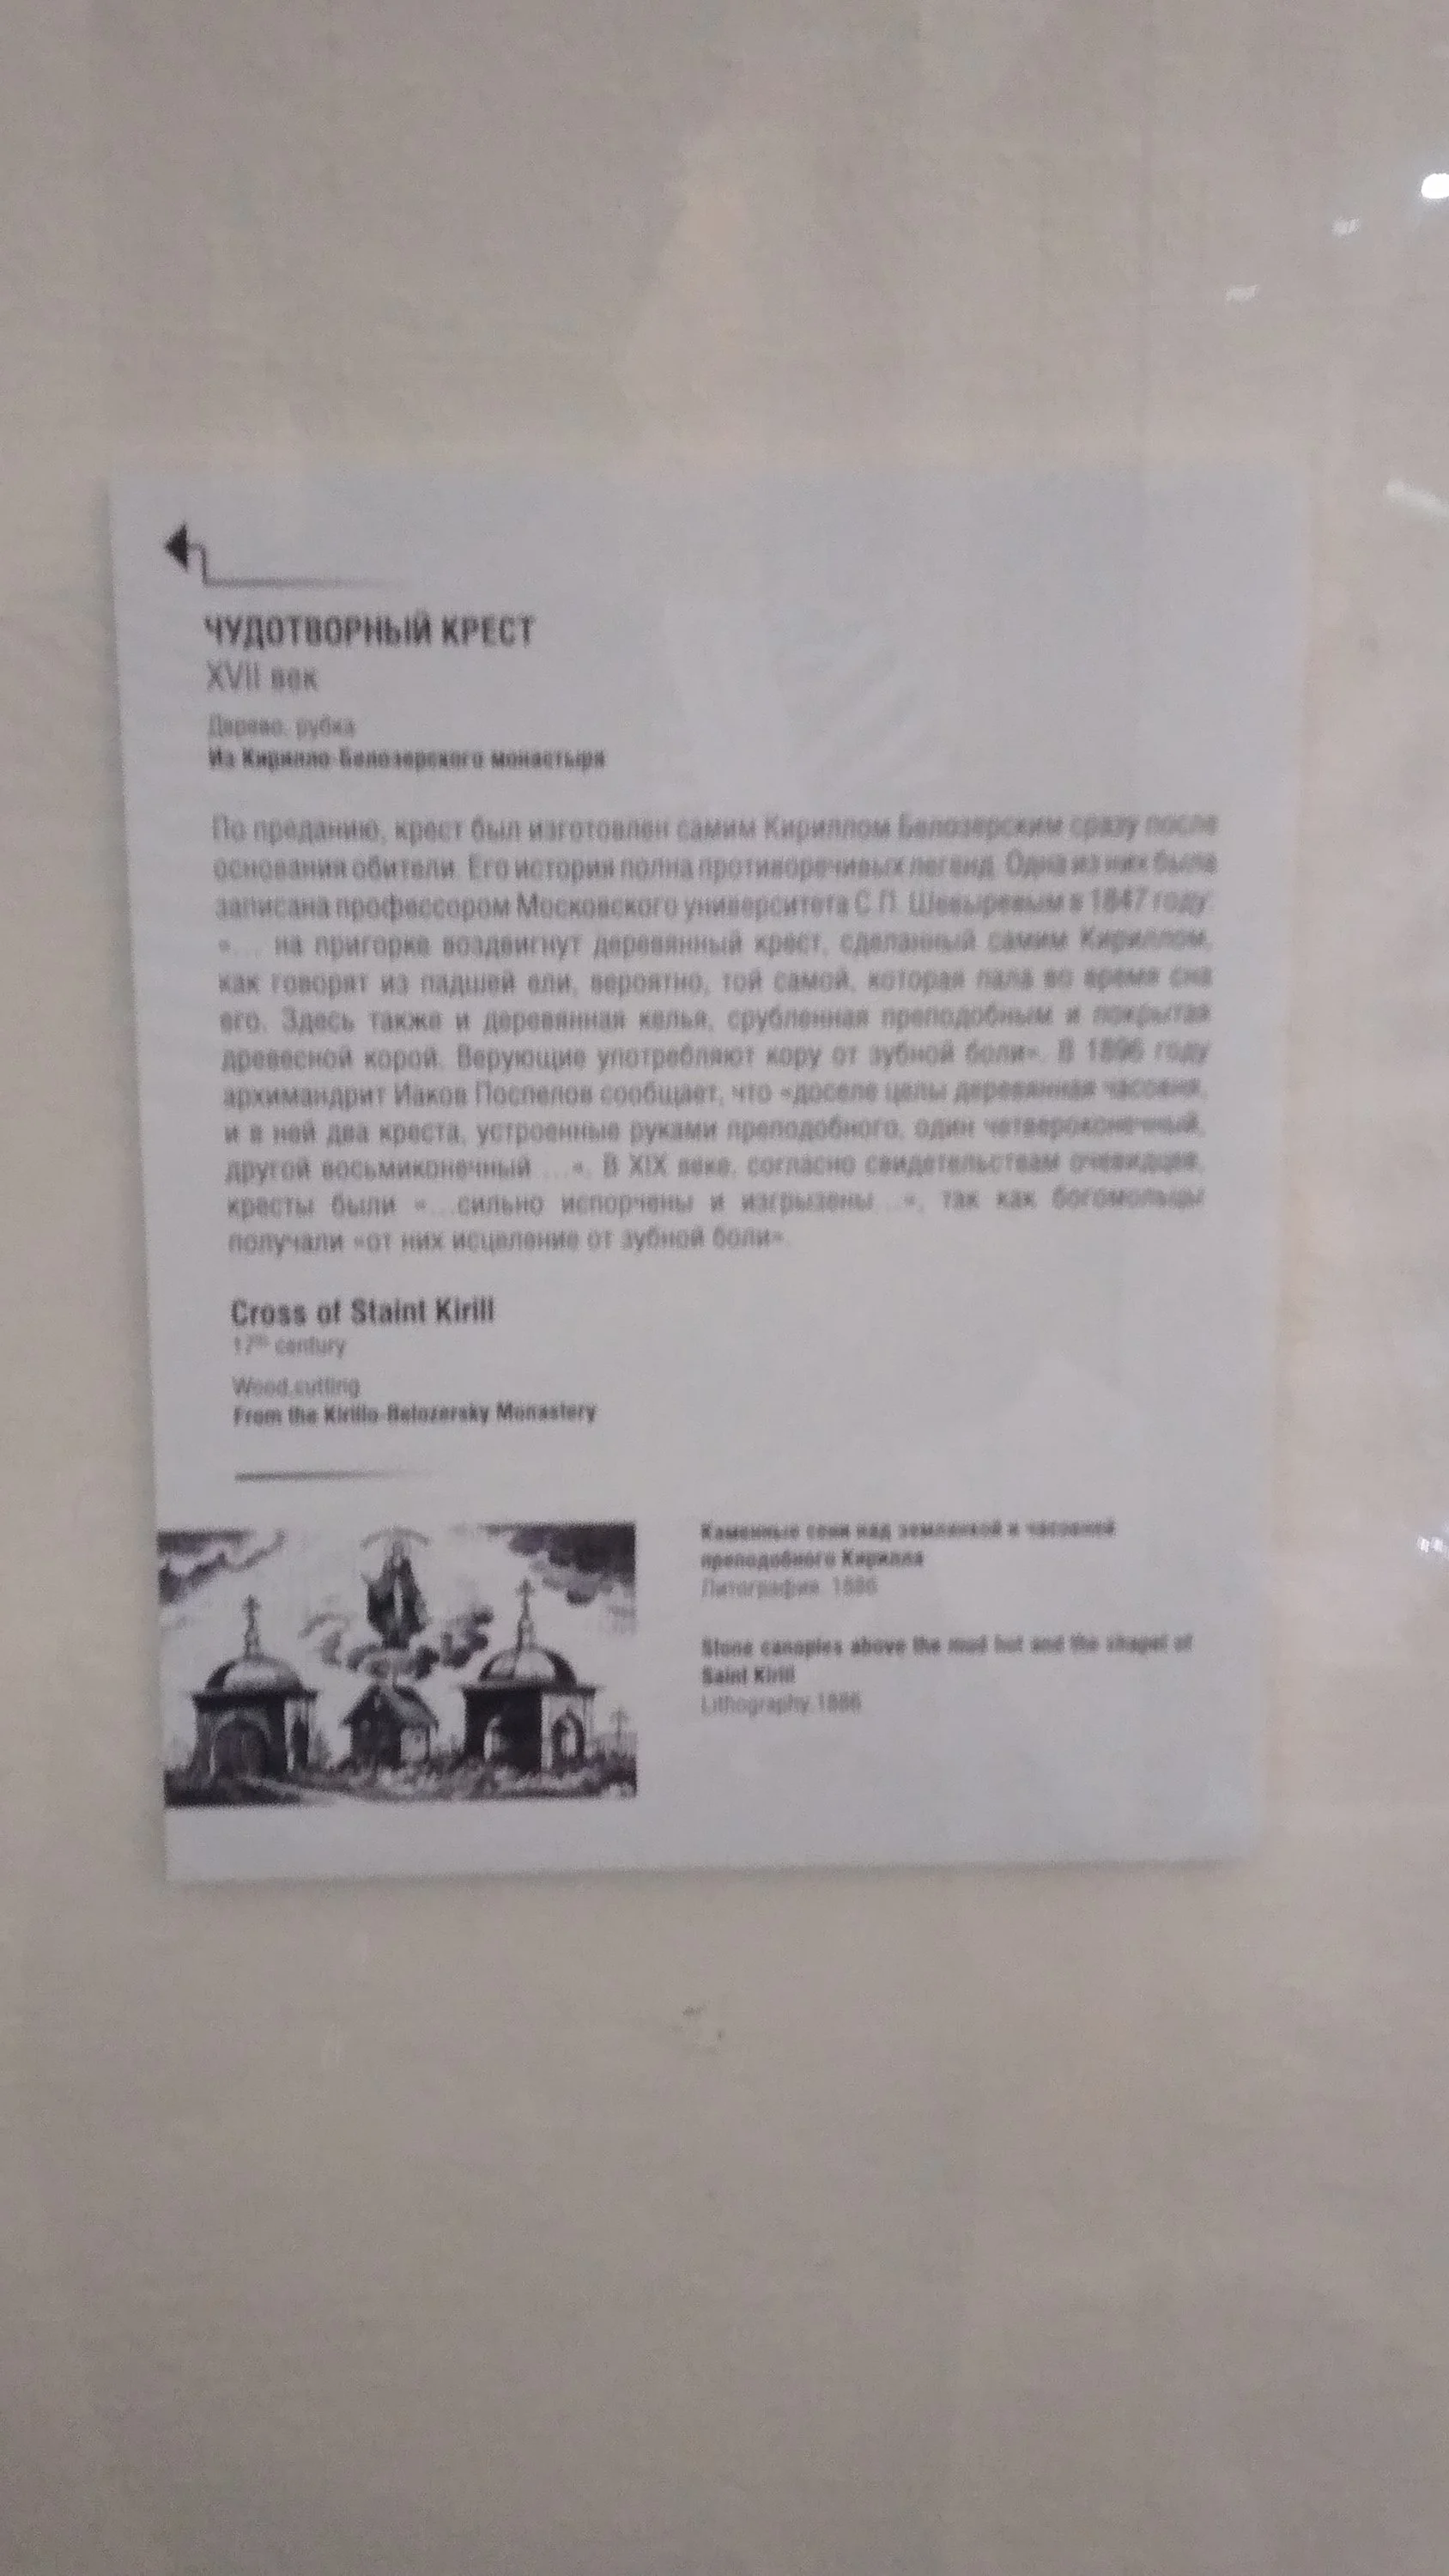 ЧУДОТВОРНЫЙ КРЕСТ
XVII век
Дерево, рубка
Из Кирилло-Белозерского монастыря
По преданию, крест был изготовлен самим Кириллом Белозерским сразу после
основания обители. Его история полна противоречивых легенд. Одна из них была
записана профессором Московского университета С.П. Шевыревым в 1847 году:
«... на пригорке воздвигнут деревянный крест, сделанный самим Кириллом,
как говорят из падшей ели, вероятно, той самой, которая пала во время сна
его. Здесь также и деревянная келья, срубленная преподобным и покрытая
древесной корой. Верующие употребляют кору от зубной боли». В 1896 году
архимандрит Иаков Поспелов сообщает, что «доселе целы деревянная часовня,
и в ней два креста, устроенные руками преподобного, один четвероконечный,
другой восьмиконечный ...«. В XIX веке, согласно свидетельствам очевидцев,
кресты были «...сильно испорчены и изгрызены...«, так как богомольцы
получали «от них исцеление от зубной боли».
Cross of Staint Kirill
17th century
Wood,cutting
From the Kirillo-Belozersky Monastery
Каменные сени над землянкой и часовней
преподобного Кирилла
Литография. 1886
Stone canopies above the mud hut and the chapel of
Saint Kirill
Lithography.1886